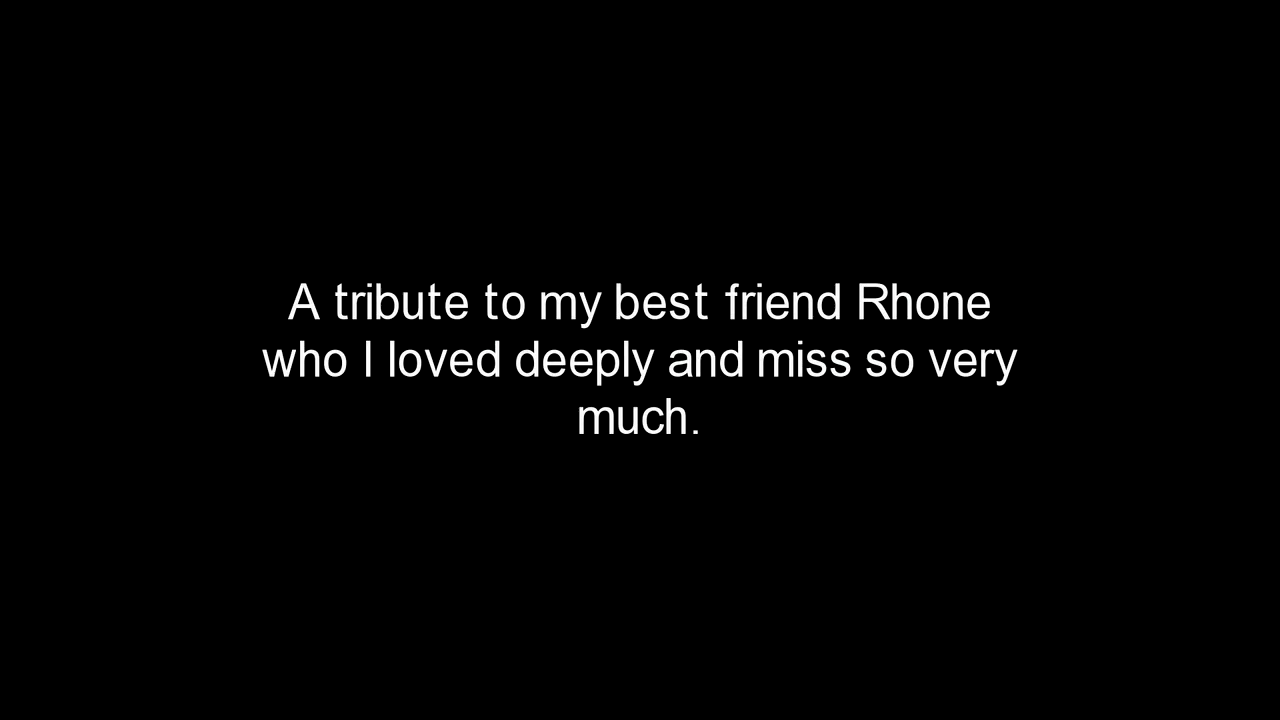 A tribute to my best friend Rhone
who I loved deeply and miss so very
much.